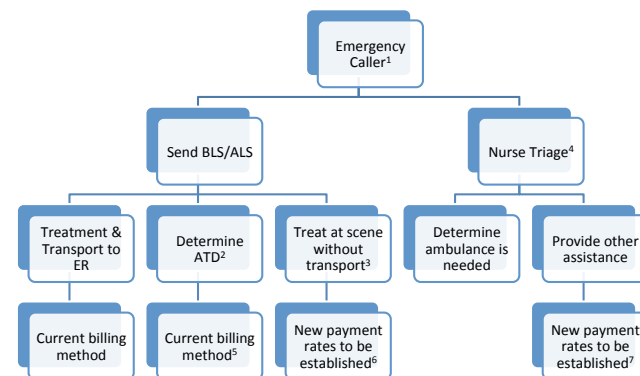 Emergency
Caller¹
Send BLS/ALS
Nurse Triage⁴
Treatment &
Transport to
ER
Determine
ATD²
Treat at scene
without
transport³
Determine
ambulance is
needed
Provide other
assistance
Current billing
method
Current billing
method⁵
New payment
rates to be
established⁶
New payment
rates to be
established⁷